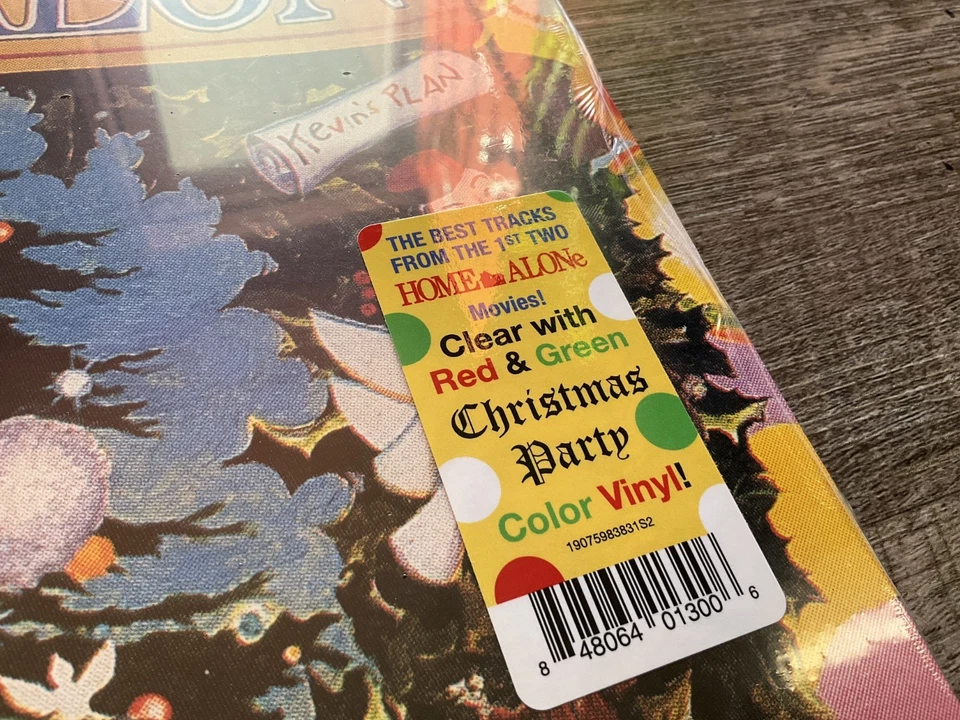 Kevin's PLAN
THE BEST TRACKS
FROM THE 1ST TWO
HOME ALONe
Movies!
Clear with
Red & Green
Christmas
Party
Color Vinyl!
19075983831S2
8 48064 01300 6